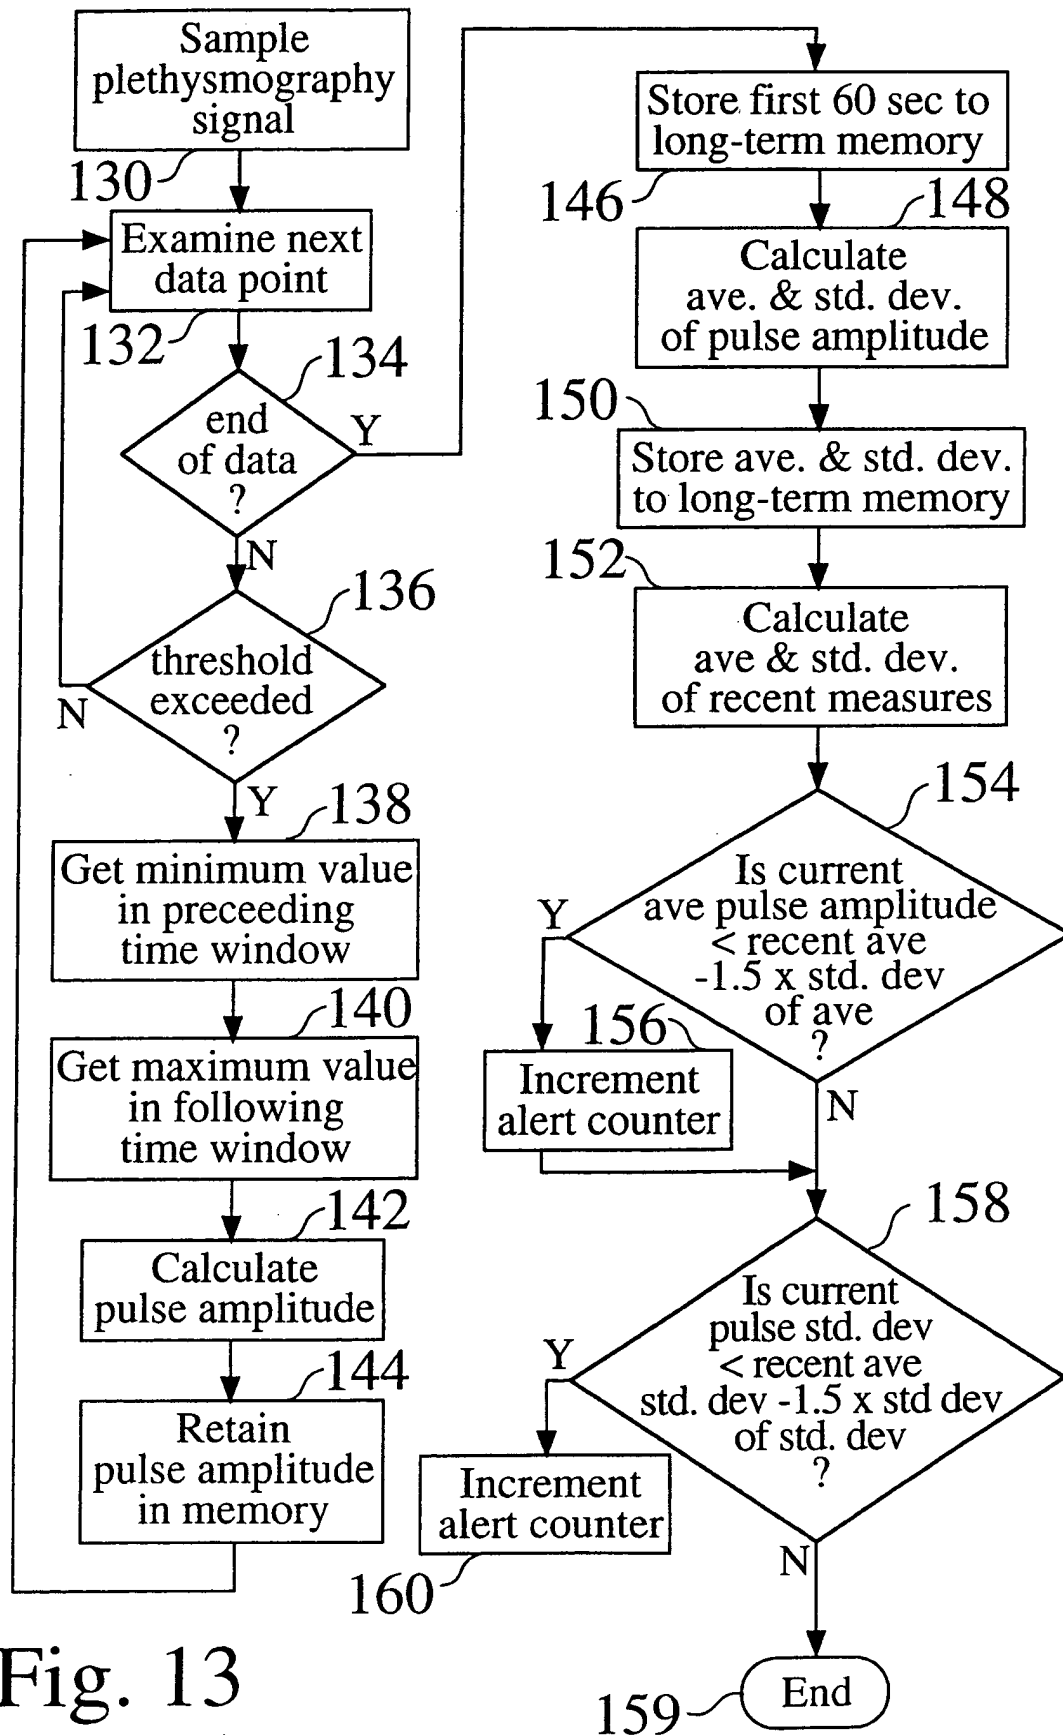 Sample
plethysmography
signal
130
Examine next
data point
132
134
end
of data
?
Y
N
136
threshold
exceeded
?
N
Y
138
Get minimum value
in preceeding
time window
140
Get maximum value
in following
time window
142
Calculate
pulse amplitude
144
Retain
pulse amplitude
in memory
Store first 60 sec to
long-term memory
146
148
Calculate
ave. & std. dev.
of pulse amplitude
150
Store ave. & std. dev.
to long-term memory
152
Calculate
ave & std. dev.
of recent measures
154
Is current
ave pulse amplitude
< recent ave
-1.5 x std. dev
of ave
?
Y
N
156
Increment
alert counter
158
Is current
pulse std. dev
< recent ave
std. dev -1.5 x std dev
of std. dev
?
Y
N
Increment
alert counter
160
159
End
Fig. 13